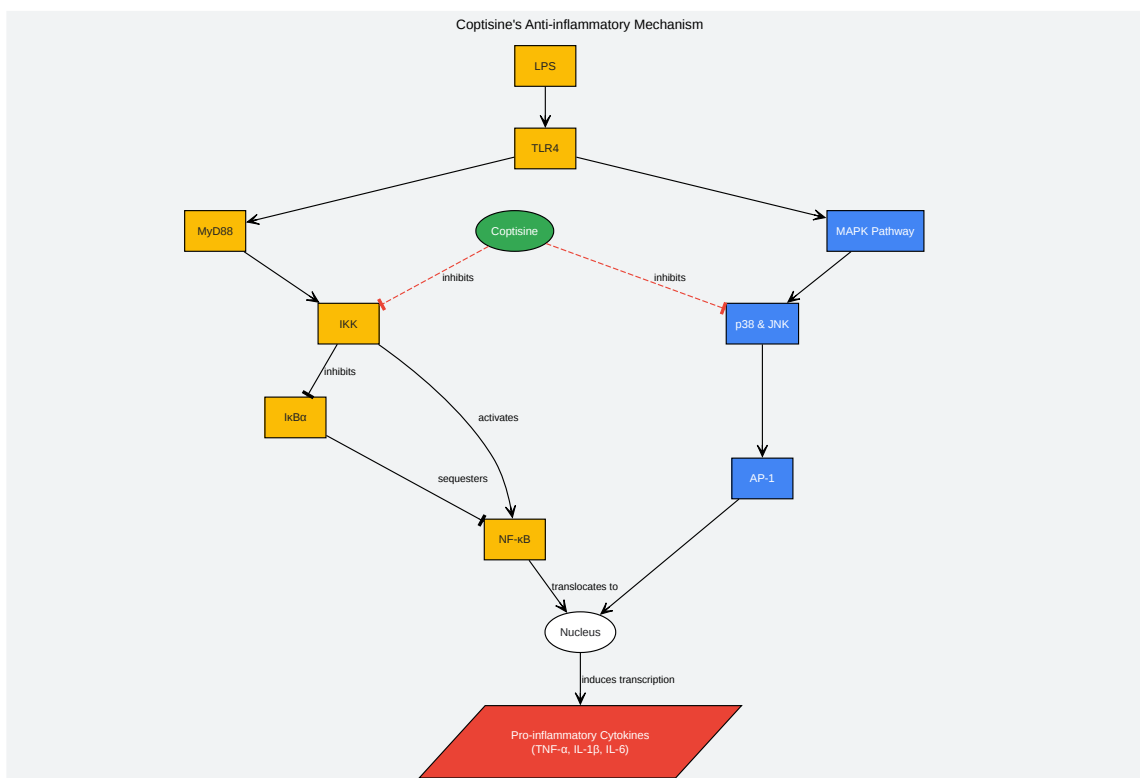 Coptisine's Anti-inflammatory Mechanism
LPS
TLR4
MyD88
Coptisine
MAPK Pathway
inhibits
inhibits
IKK
p38 & JNK
inhibits
IκBα
activates
sequesters
AP-1
NF-κB
translocates to
Nucleus
induces transcription
Pro-inflammatory Cytokines
(TNF-α, IL-1β, IL-6)